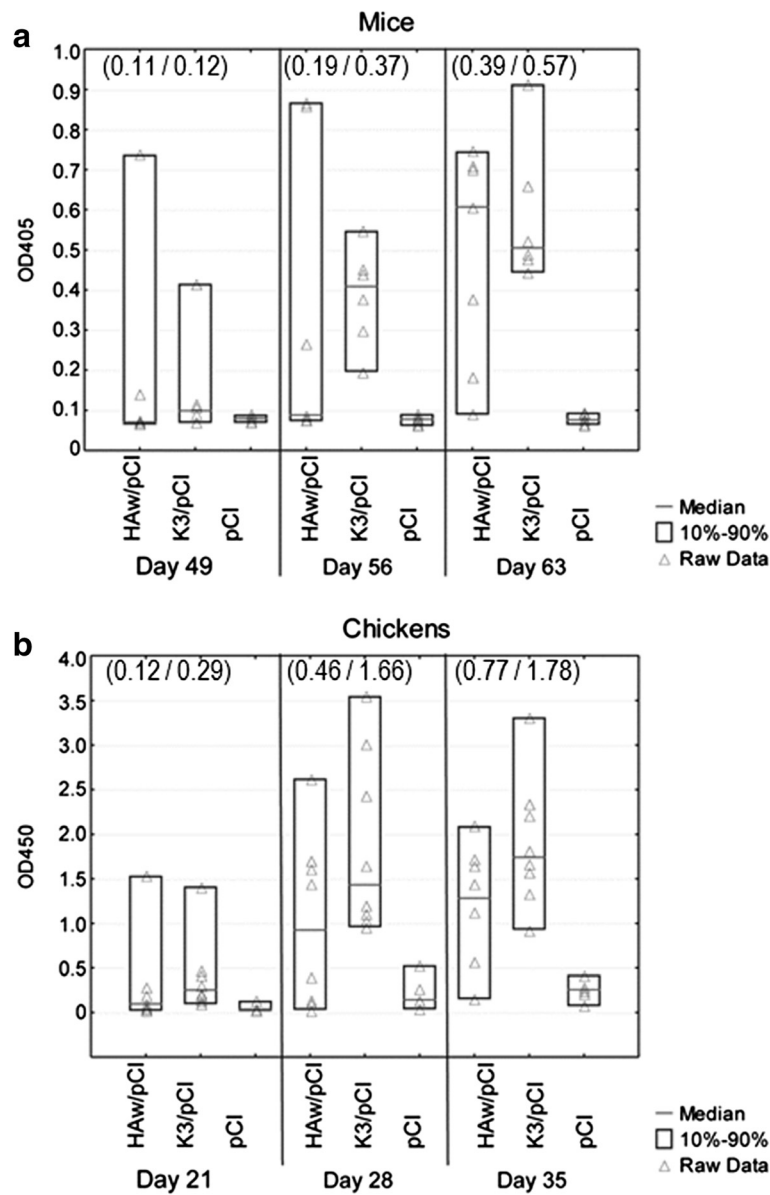 a
Mice
1.0
(0.11 / 0.12)
(0.19 / 0.37)
(0.39 / 0.57)
0.9
0.8
0.7
0.6
0.5
0.4
0.3
0.2
0.1
0
OD405
HAw/pCI
K3/pCI
pCI
HAw/pCI
K3/pCI
pCI
HAw/pCI
K3/pCI
pCI
Day 49
Day 56
Day 63
Median
10%-90%
Raw Data
b
Chickens
4.0
(0.12 / 0.29)
(0.46 / 1.66)
(0.77 / 1.78)
3.5
3.0
2.5
2.0
1.5
1.0
0.5
0
OD450
HAw/pCI
K3/pCI
pCI
HAw/pCI
K3/pCI
pCI
HAw/pCI
K3/pCI
pCI
Day 21
Day 28
Day 35
Median
10%-90%
Raw Data